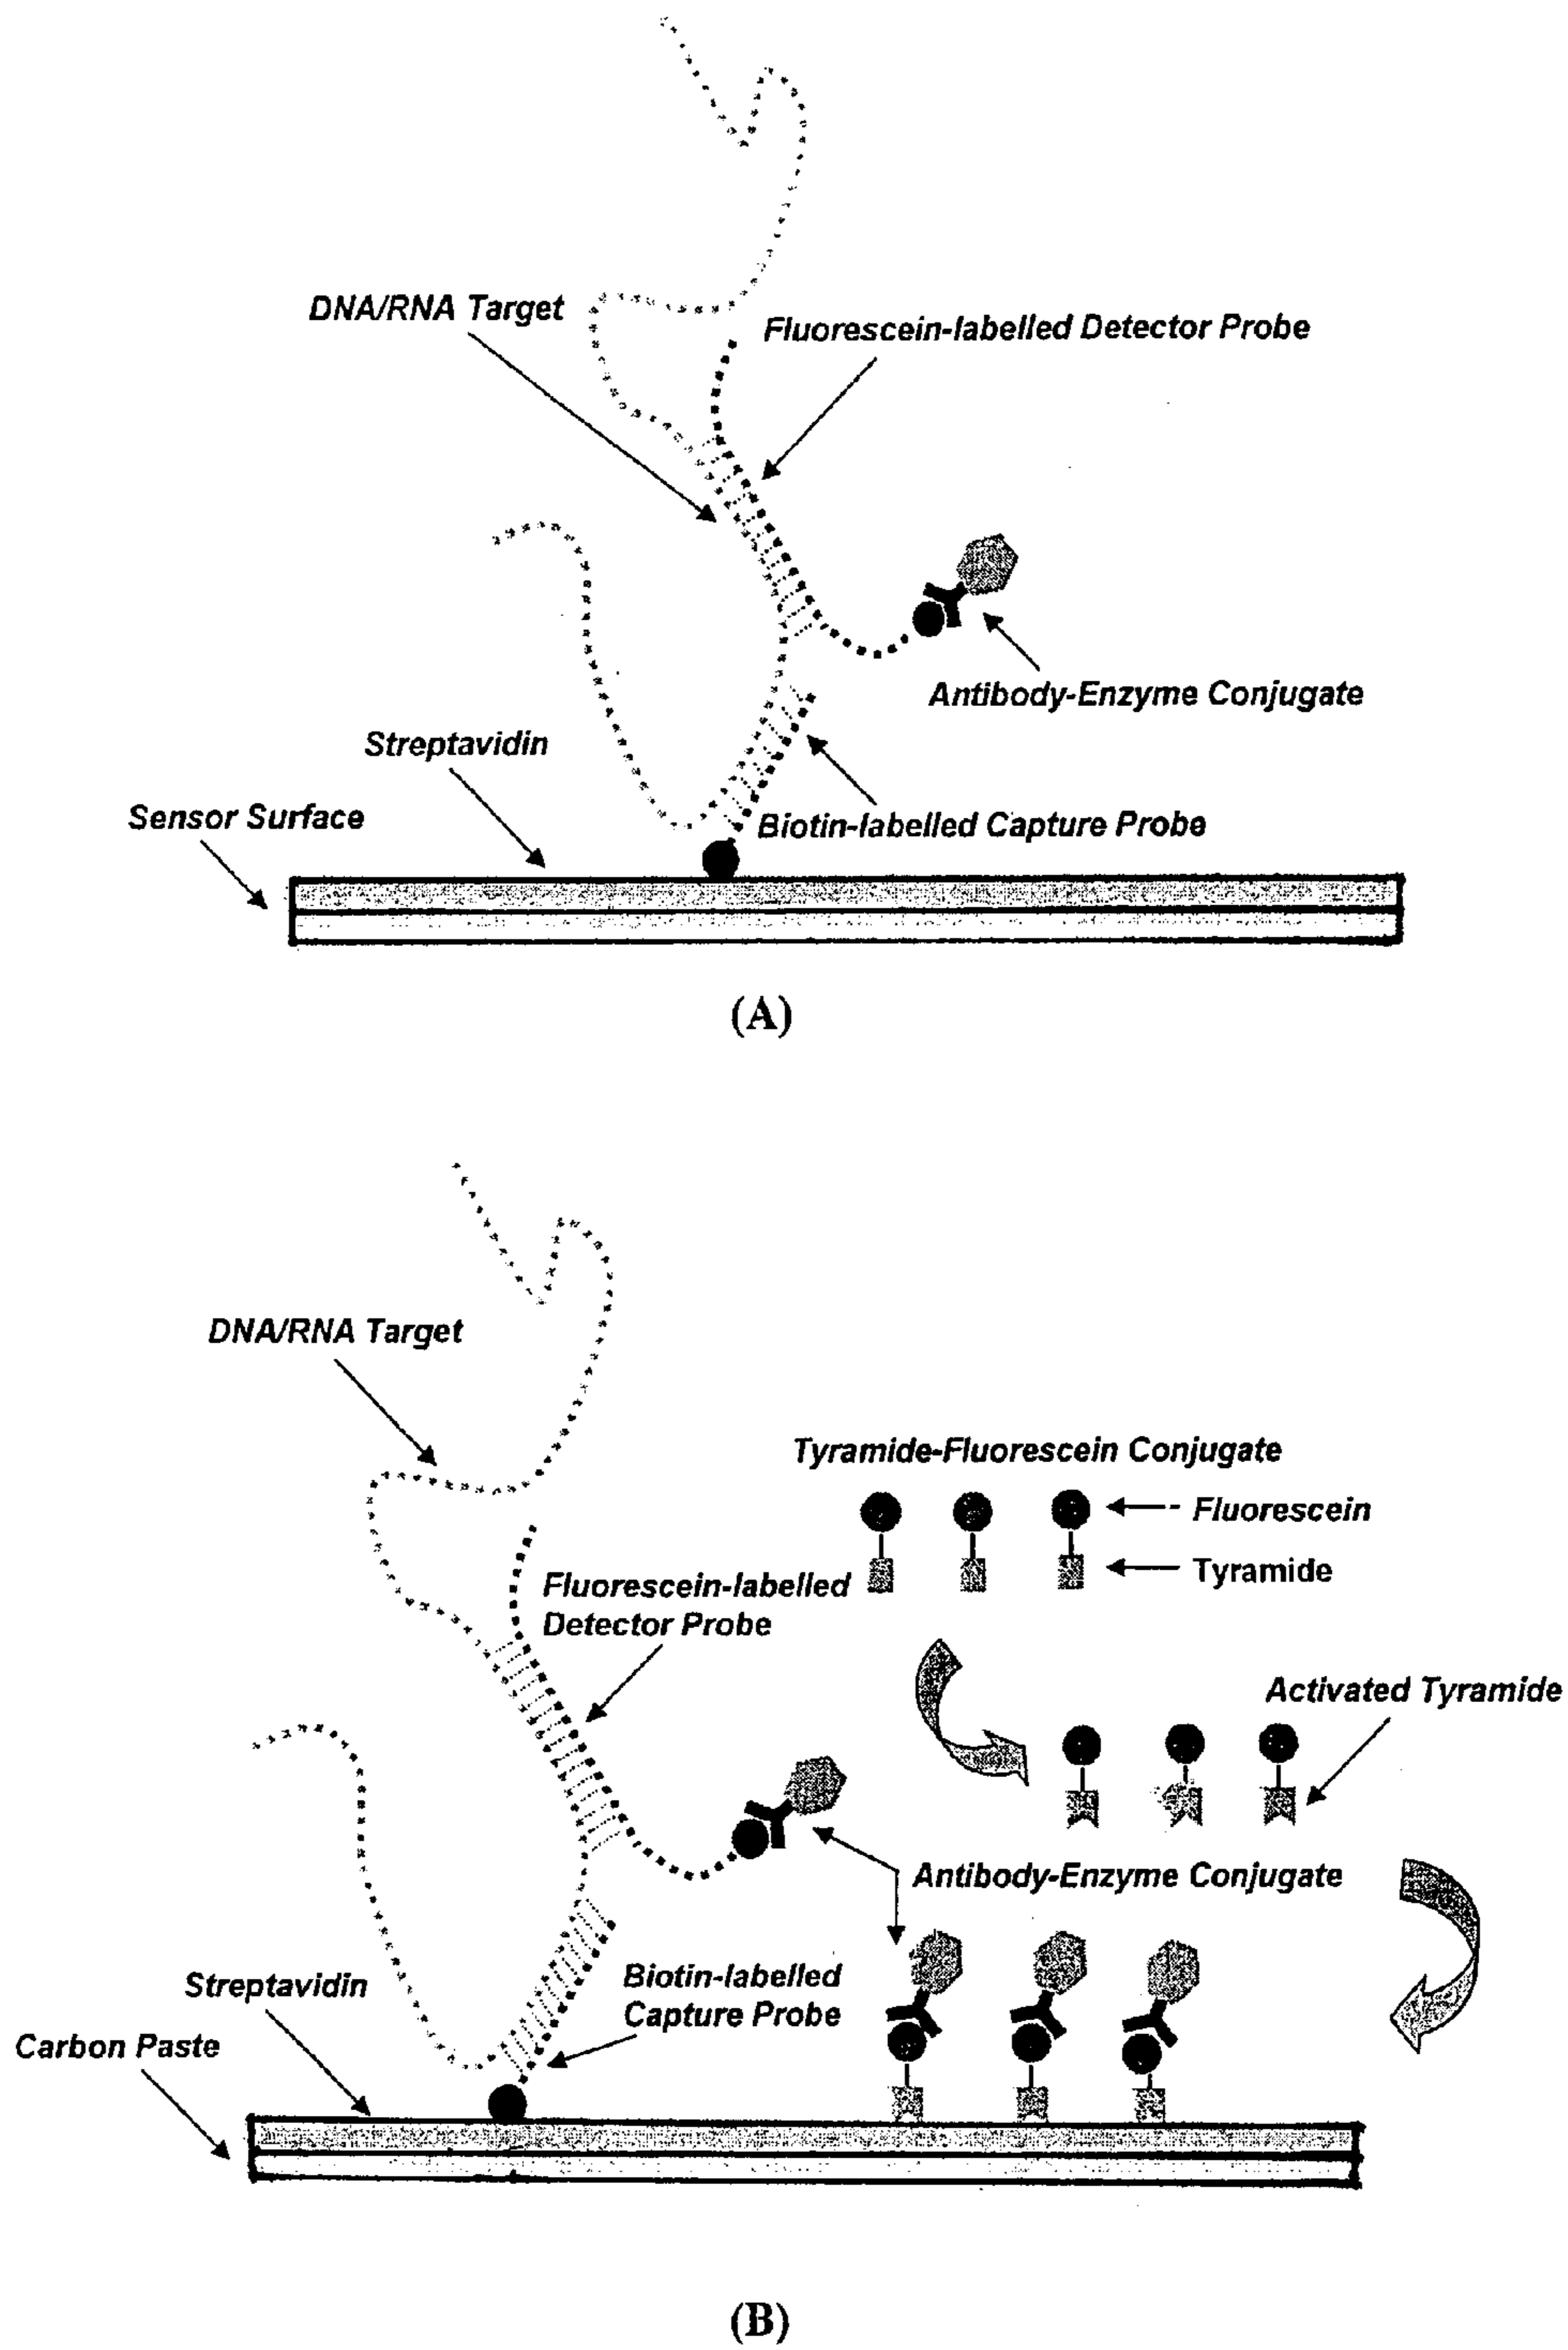 DNA/RNA Target
Fluorescein-labelled Detector Probe
Antibody-Enzyme Conjugate
Streptavidin
Sensor Surface
Biotin-labelled Capture Probe
(A)
DNA/RNA Target
Tyramide-Fluorescein Conjugate
Fluorescein
Tyramide
Fluorescein-labelled
Detector Probe
Activated Tyramide
Antibody-Enzyme Conjugate
Biotin-labelled
Capture Probe
Streptavidin
Carbon Paste
(B)